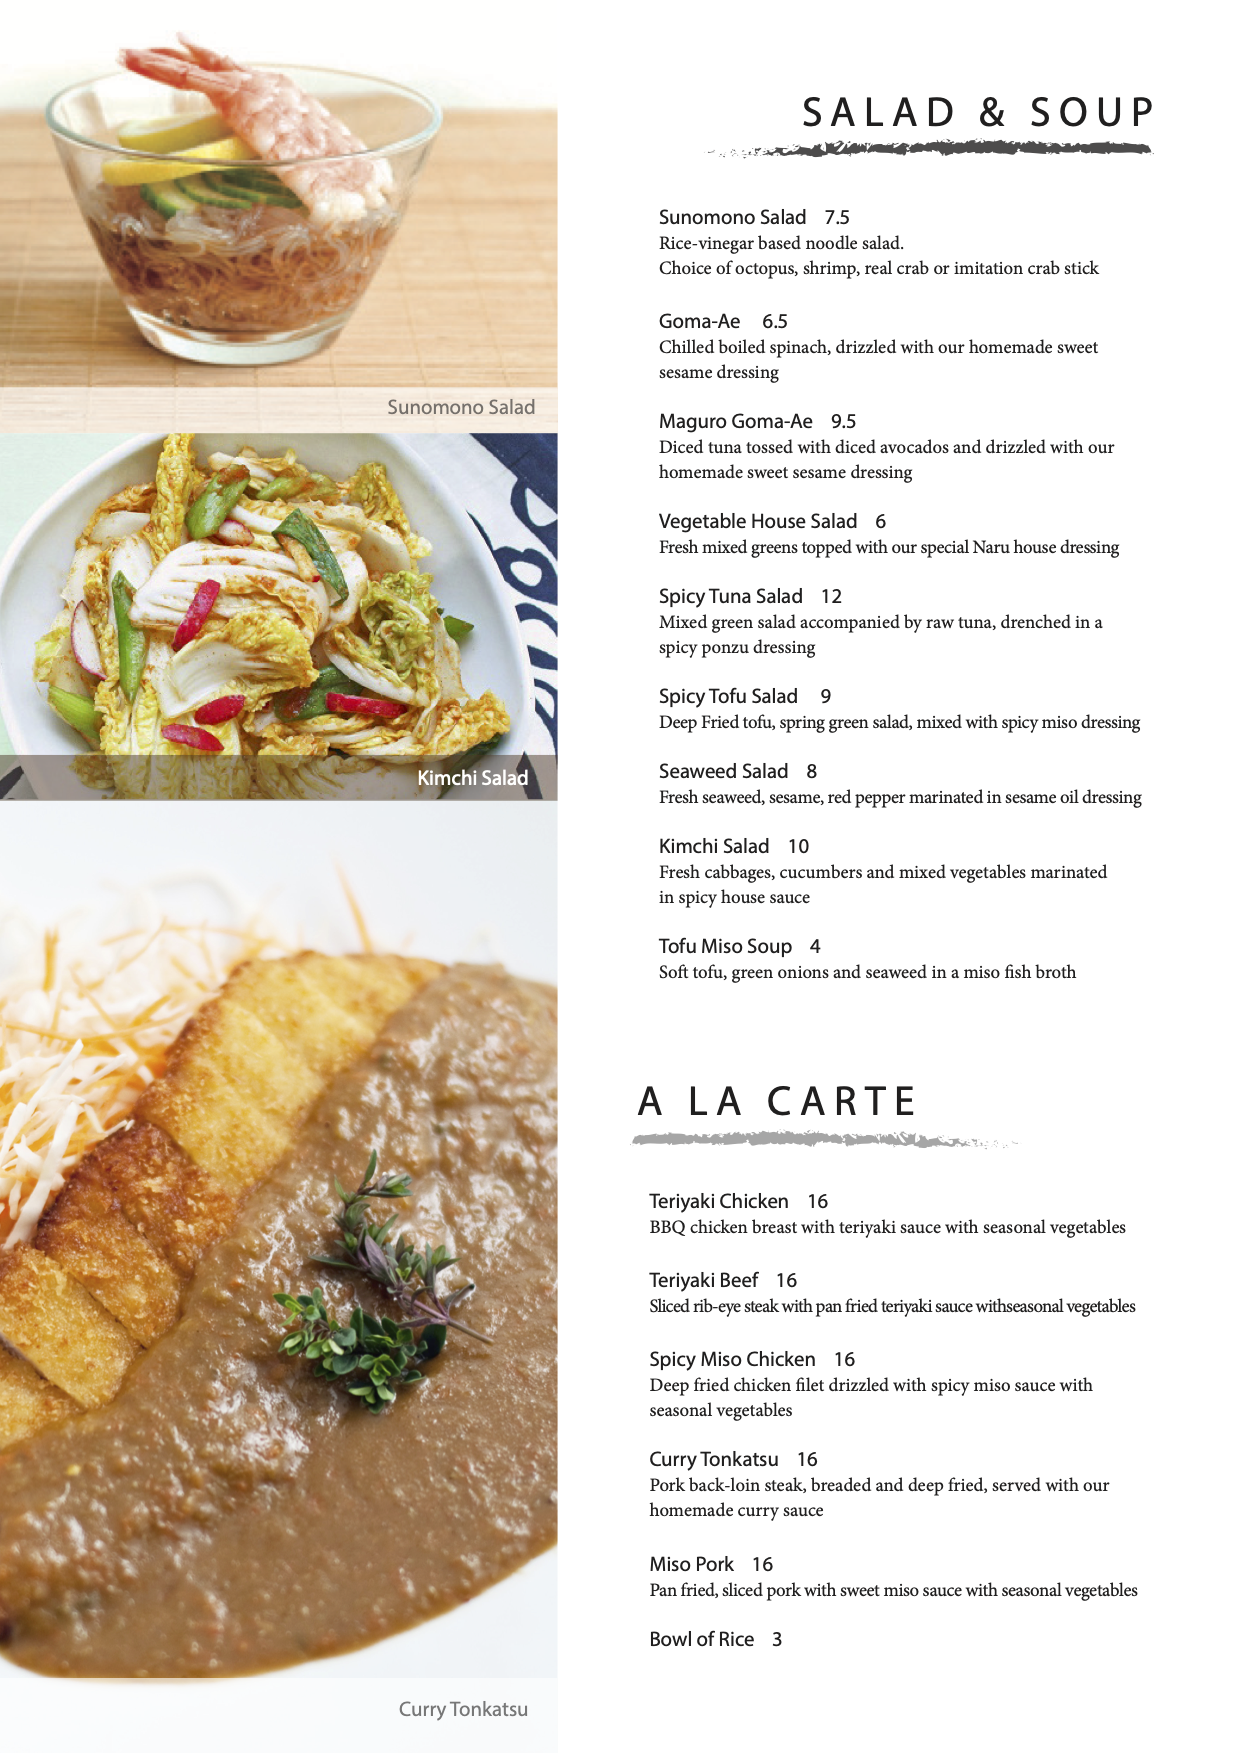 SALAD & SOUP
Sunomono Salad 7.5
Rice-vinegar based noodle salad.
Choice of octopus, shrimp, real crab or imitation crab stick
Goma-Ae 6.5
Chilled boiled spinach, drizzled with our homemade sweet
sesame dressing
Maguro Goma-Ae 9.5
Diced tuna tossed with diced avocados and drizzled with our
homemade sweet sesame dressing
Vegetable House Salad 6
Fresh mixed greens topped with our special Naru house dressing
Spicy Tuna Salad 12
Mixed green salad accompanied by raw tuna, drenched in a
spicy ponzu dressing
Spicy Tofu Salad 9
Deep Fried tofu, spring green salad, mixed with spicy miso dressing
Seaweed Salad 8
Fresh seaweed, sesame, red pepper marinated in sesame oil dressing
Kimchi Salad 10
Fresh cabbages, cucumbers and mixed vegetables marinated
in spicy house sauce
Tofu Miso Soup 4
Soft tofu, green onions and seaweed in a miso fish broth
A LA CARTE
Teriyaki Chicken 16
BBQ chicken breast with teriyaki sauce with seasonal vegetables
Teriyaki Beef 16
Sliced rib-eye steak with pan fried teriyaki sauce withseasonal vegetables
Spicy Miso Chicken 16
Deep fried chicken filet drizzled with spicy miso sauce with
seasonal vegetables
Curry Tonkatsu 16
Pork back-loin steak, breaded and deep fried, served with our
homemade curry sauce
Miso Pork 16
Pan fried, sliced pork with sweet miso sauce with seasonal vegetables
Bowl of Rice 3
Sunomono Salad
Kimchi Salad
Curry Tonkatsu